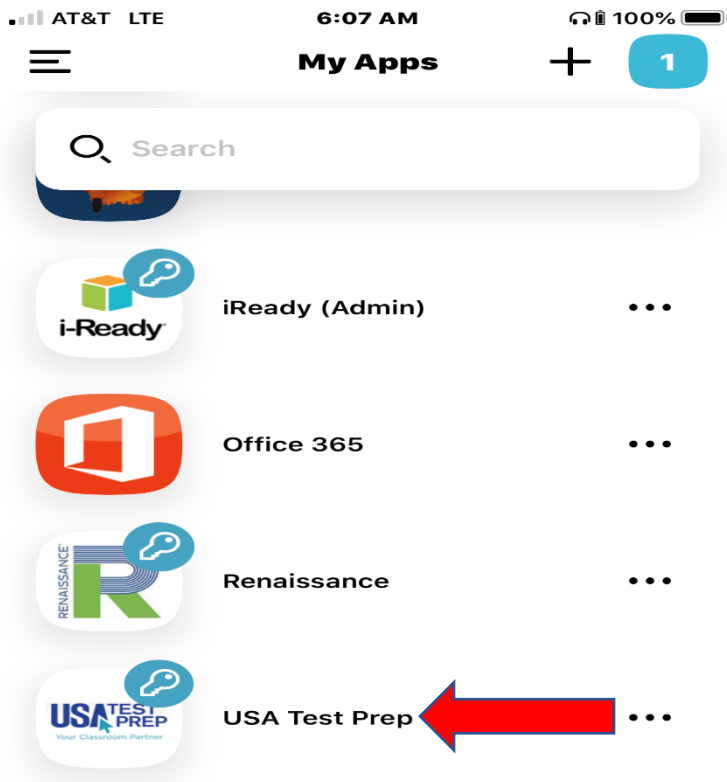 AT&T LTE 6:07 AM 100%
My Apps 1
Search
i-Ready
iReady (Admin)
Office 365
RENAISSANCE
R
Renaissance
USA TEST PREP
Your Classroom Partner
USA Test Prep